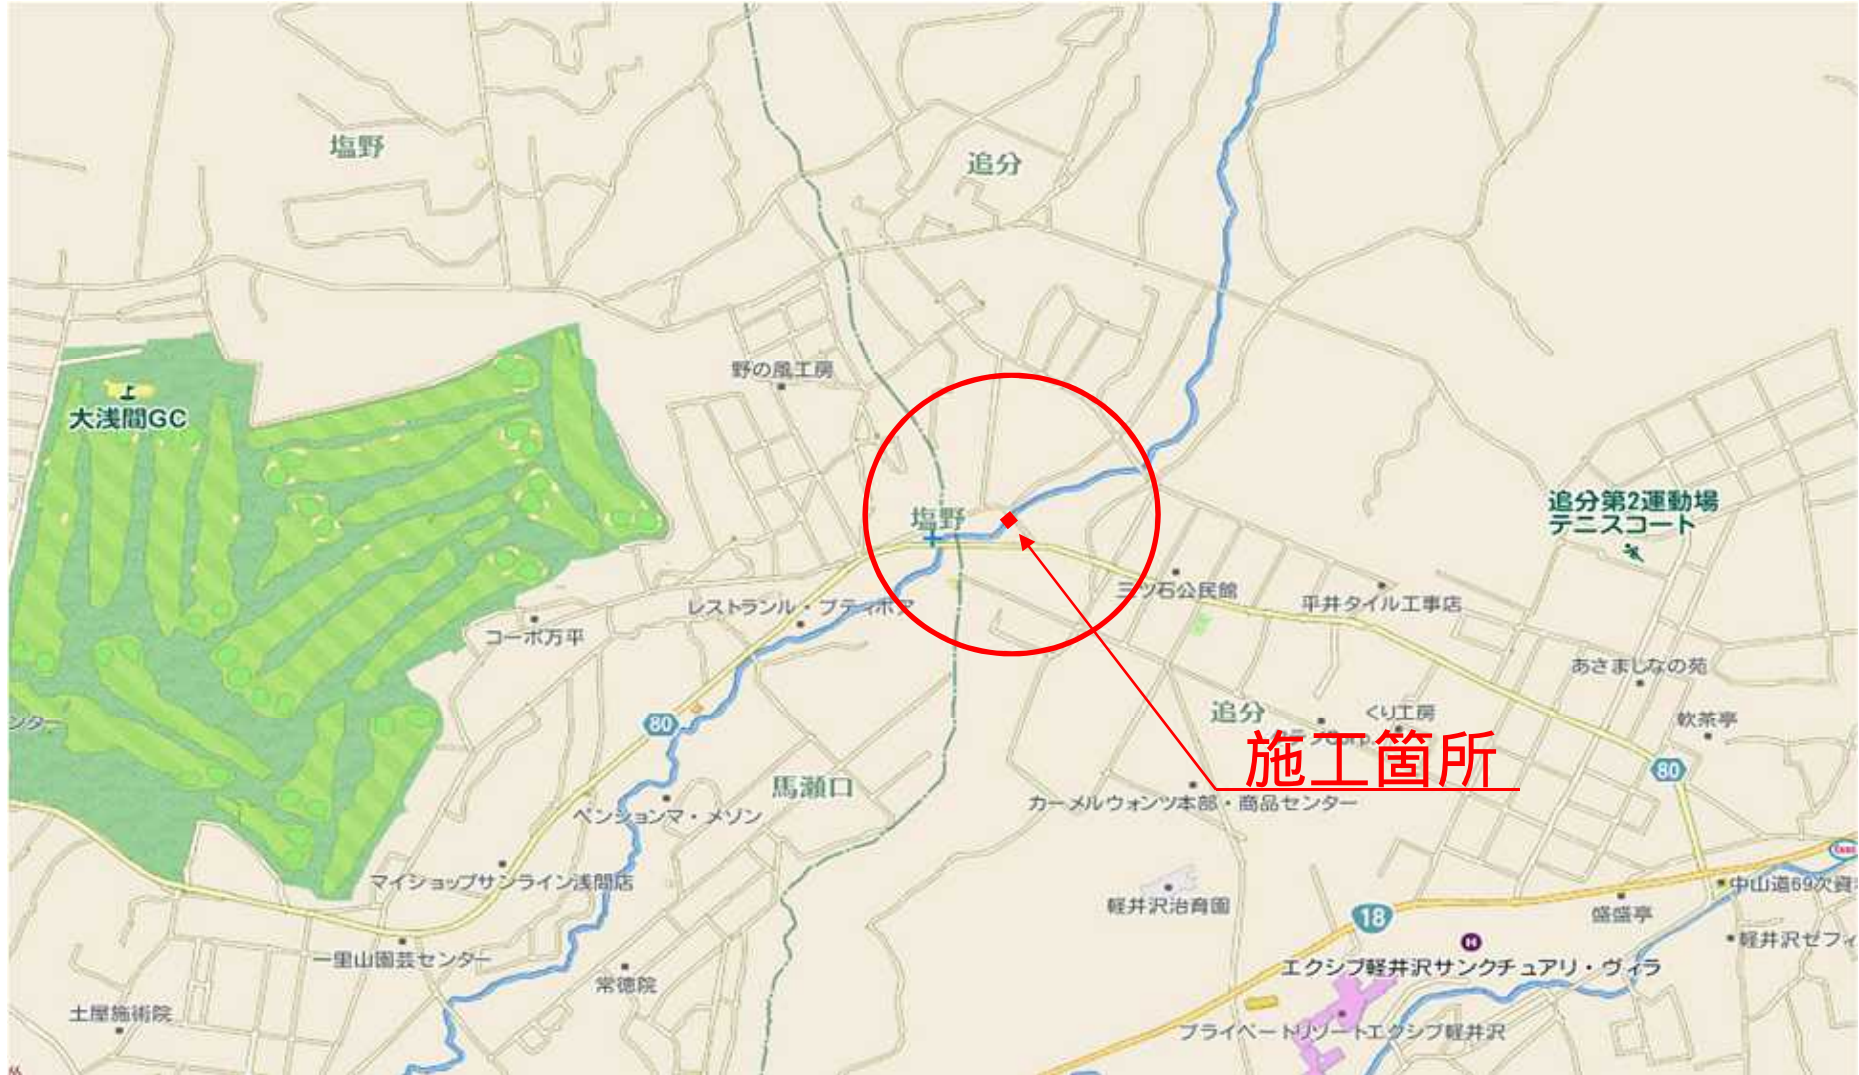 塩野
追分
野の風工房
大浅間GC
追分第2運動場
テニスコート
塩野
三ツ石公民館
平井タイル工事店
レストランル・プティボア
コーポ万平
あさましなの苑
追分
くり工房
軟茶亭
ンター
80
施工箇所
80
馬瀬口
カーメルウォンツ本部・商品センター
ペンションマ・メゾン
マイショップサンライン浅間店
中山道69次資
軽井沢治育園
18
盛盛亭
軽井沢ゼフィ
一里山園芸センター
エクシブ軽井沢サンクチュアリ・ヴィラ
常徳院
土屋施術院
プライベートリゾートエクシブ軽井沢